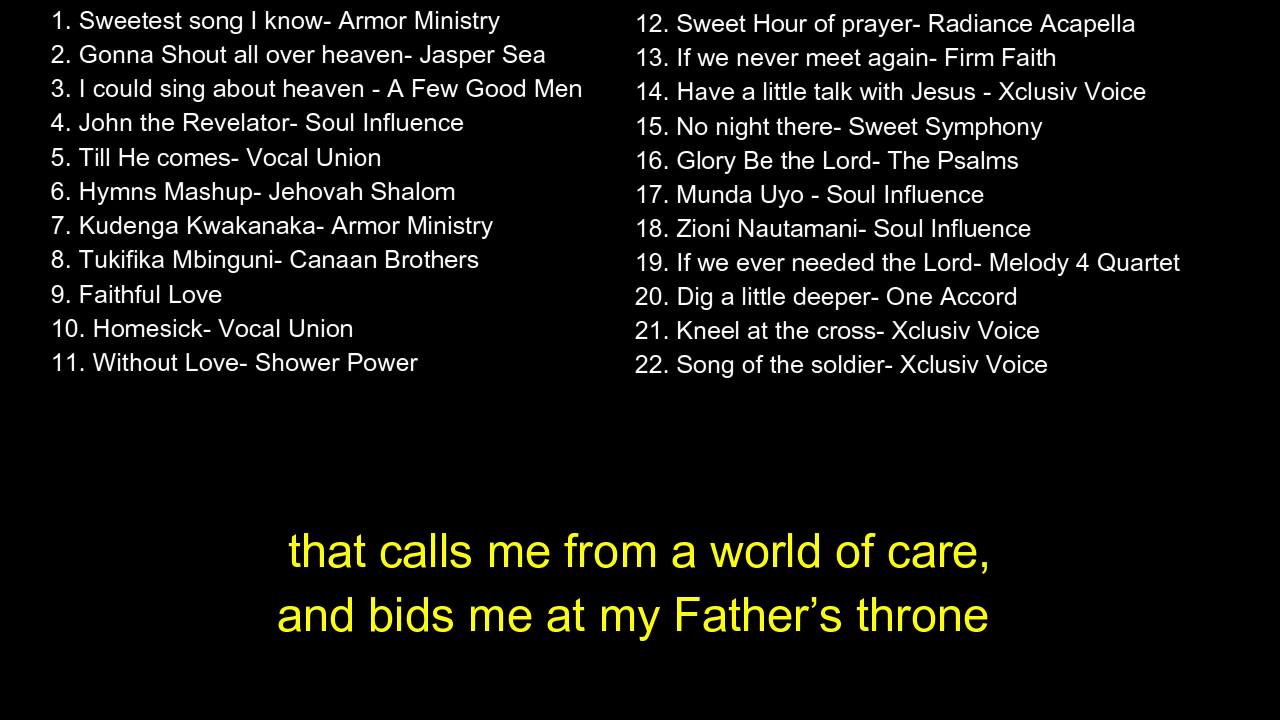 1. Sweetest song I know- Armor Ministry
2. Gonna Shout all over heaven- Jasper Sea
3. I could sing about heaven - A Few Good Men
4. John the Revelator- Soul Influence
5. Till He comes- Vocal Union
6. Hymns Mashup- Jehovah Shalom
7. Kudenga Kwakanaka- Armor Ministry
8. Tukifika Mbinguni- Canaan Brothers
9. Faithful Love
10. Homesick- Vocal Union
11. Without Love- Shower Power
12. Sweet Hour of prayer- Radiance Acapella
13. If we never meet again- Firm Faith
14. Have a little talk with Jesus - Xclusiv Voice
15. No night there- Sweet Symphony
16. Glory Be the Lord- The Psalms
17. Munda Uyo - Soul Influence
18. Zioni Nautamani- Soul Influence
19. If we ever needed the Lord- Melody 4 Quartet
20. Dig a little deeper- One Accord
21. Kneel at the cross- Xclusiv Voice
22. Song of the soldier- Xclusiv Voice
that calls me from a world of care,
and bids me at my Father’s throne